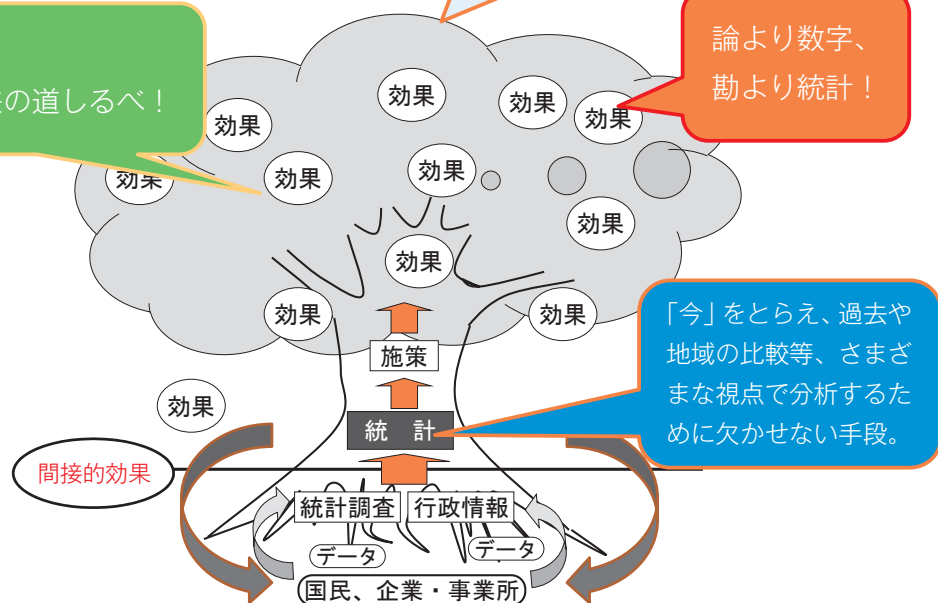 論より数字、
勘より統計！
の道しるべ！
効果
効果
効果
効果
効果
効果
効果
効果
効果
効果
効果
効果
「今」をとらえ、過去や
地域の比較等、さまざ
まな視点で分析するた
めに欠かせない手段。
施策
効果
統 計
間接的効果
統計調査
行政情報
データ
データ
国民、企業・事業所